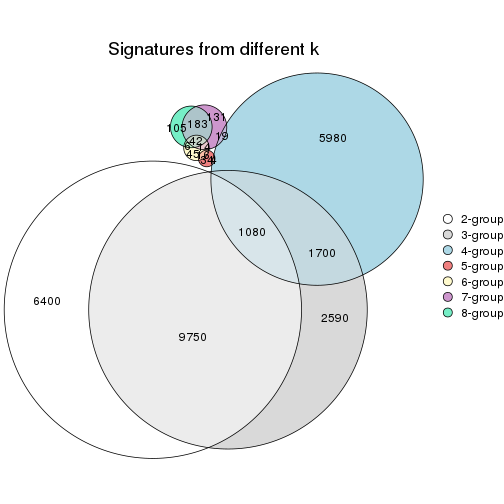 Signatures from different k
131
105
183
19
42
45
5980
1080
1700
6400
2590
9750
2-group
3-group
4-group
5-group
6-group
7-group
8-group